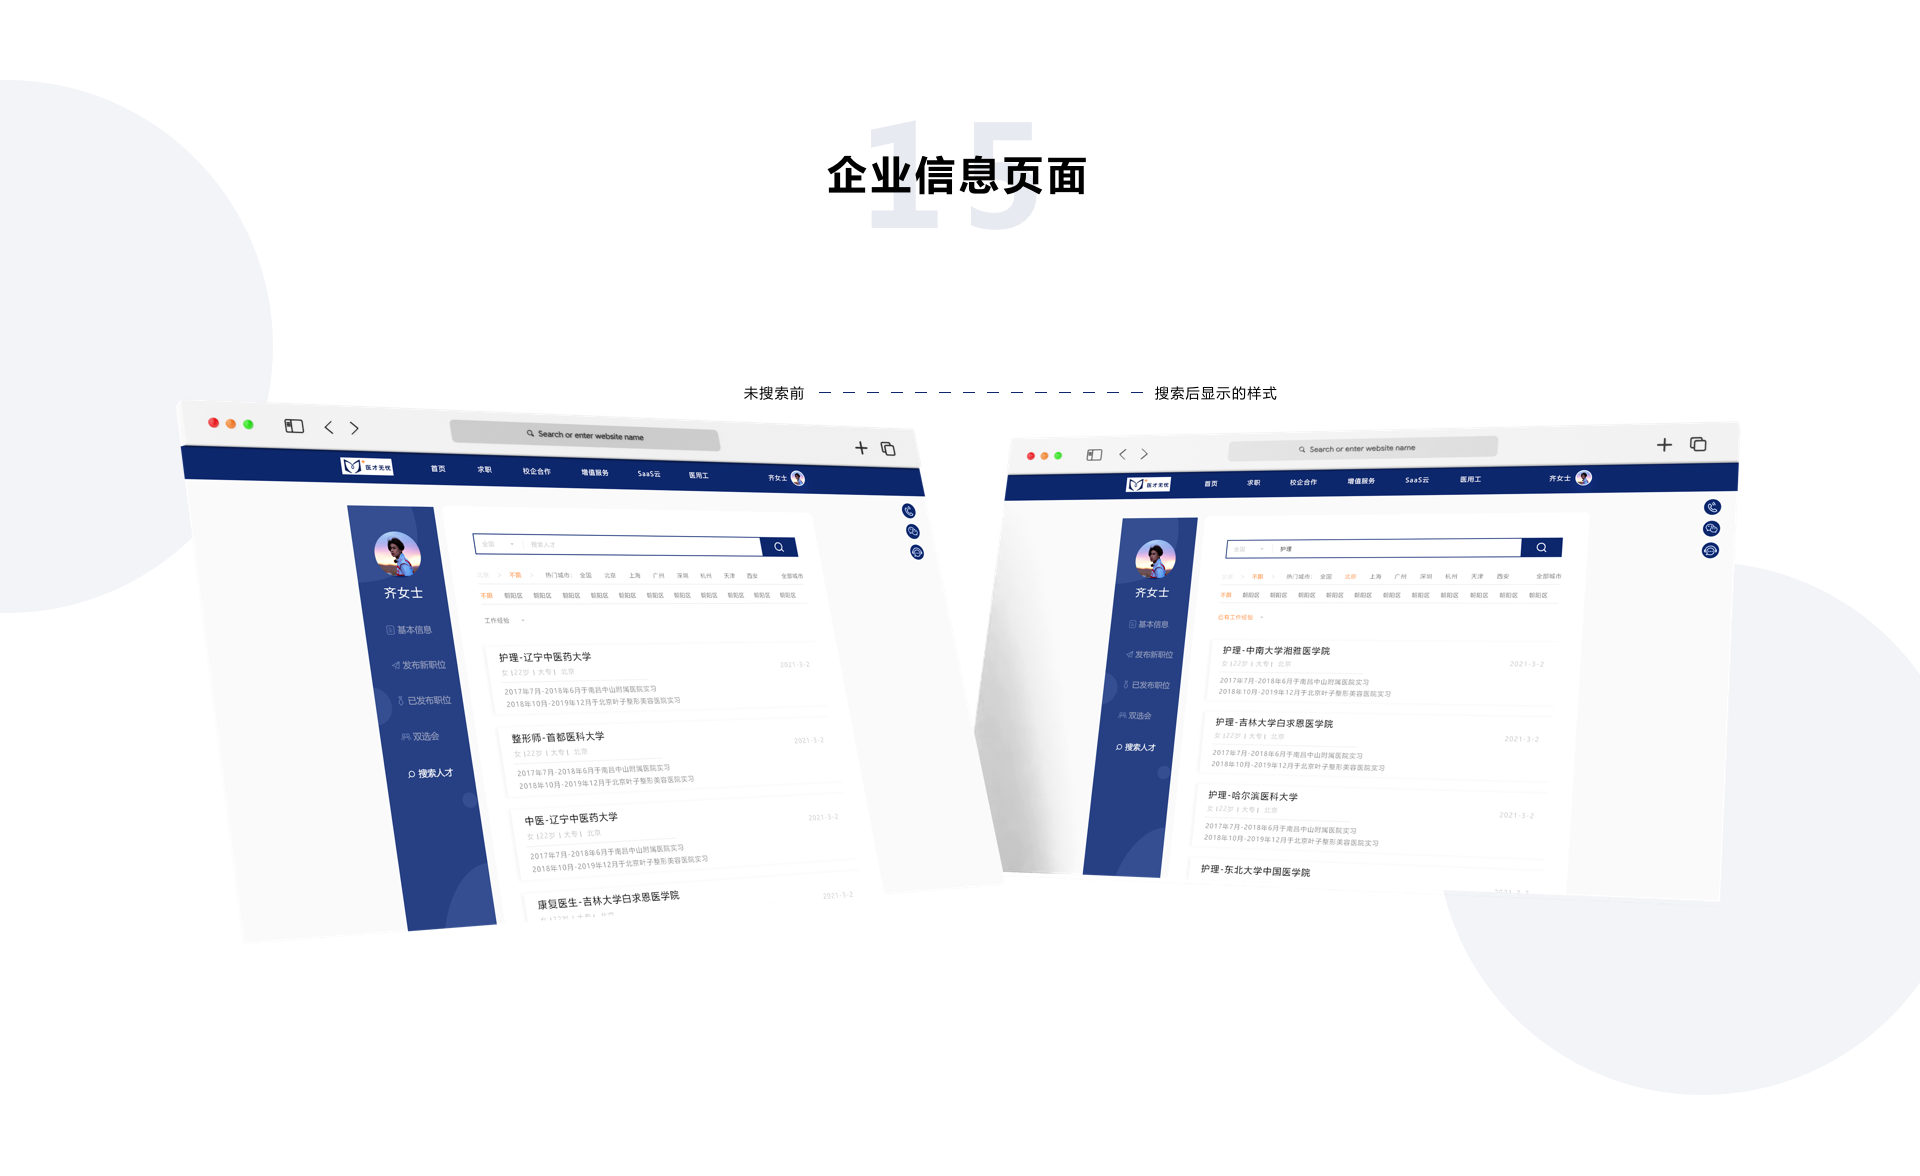 15
企业信息页面
未搜索前
搜索后显示的样式
Search or enter website name
医才无忧 首页 求职 校企合作 增值服务 SaaS云 医用工 齐女士
齐女士
基本信息
发布新职位
已发布职位
双选会
搜索人才
全国 搜索人才
不限 热门城市: 全国 北京 上海 广州 深圳 杭州 天津 西安 全部城市
不限 朝阳区 朝阳区 朝阳区 朝阳区 朝阳区 朝阳区 朝阳区 朝阳区 朝阳区 朝阳区 朝阳区
工作经验
护理-辽宁中医药大学
女 | 22岁 | 大专 | 北京
2021-3-2
2017年7月-2018年6月于南昌中山附属医院实习
2018年10月-2019年12月于北京叶子整形美容医院实习
整形师-首都医科大学
女 | 22岁 | 大专 | 北京
2021-3-2
2017年7月-2018年6月于南昌中山附属医院实习
2018年10月-2019年12月于北京叶子整形美容医院实习
中医-辽宁中医药大学
女 | 22岁 | 大专 | 北京
2021-3-2
2017年7月-2018年6月于南昌中山附属医院实习
2018年10月-2019年12月于北京叶子整形美容医院实习
康复医生-吉林大学白求恩医学院
2021-3-2
Search or enter website name
医才无忧 首页 求职 校企合作 增值服务 SaaS云 医用工 齐女士
齐女士
基本信息
发布新职位
已发布职位
双选会
搜索人才
全国 护理
不限 热门城市: 全国 北京 上海 广州 深圳 杭州 天津 西安 全部城市
不限 朝阳区 朝阳区 朝阳区 朝阳区 朝阳区 朝阳区 朝阳区 朝阳区 朝阳区 朝阳区 朝阳区
已有工作经验
护理-中南大学湘雅医学院
女 | 22岁 | 大专 | 北京
2021-3-2
2017年7月-2018年6月于南昌中山附属医院实习
2018年10月-2019年12月于北京叶子整形美容医院实习
护理-吉林大学白求恩医学院
女 | 22岁 | 大专 | 北京
2021-3-2
2017年7月-2018年6月于南昌中山附属医院实习
2018年10月-2019年12月于北京叶子整形美容医院实习
护理-哈尔滨医科大学
女 | 22岁 | 大专 | 北京
2021-3-2
2017年7月-2018年6月于南昌中山附属医院实习
2018年10月-2019年12月于北京叶子整形美容医院实习
护理-东北大学中国医学院